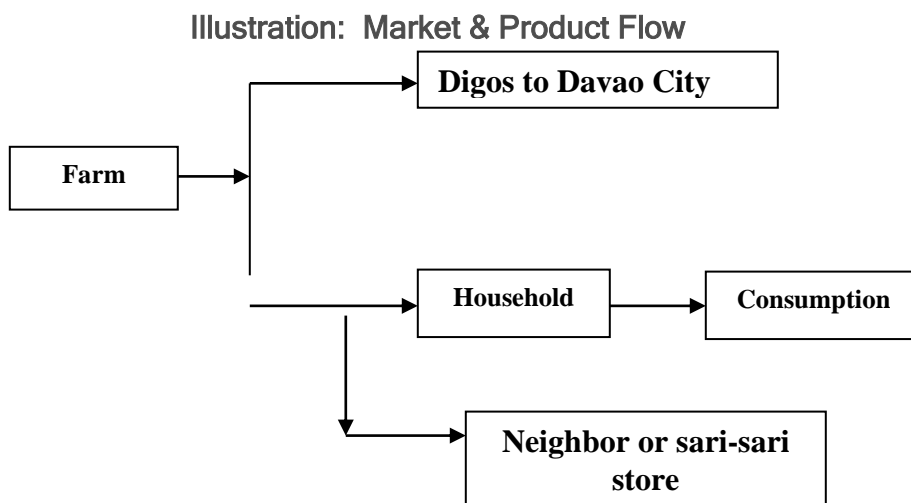 Illustration: Market & Product Flow
Digos to Davao City
Farm
Household
Consumption
Neighbor or sari-sari
store